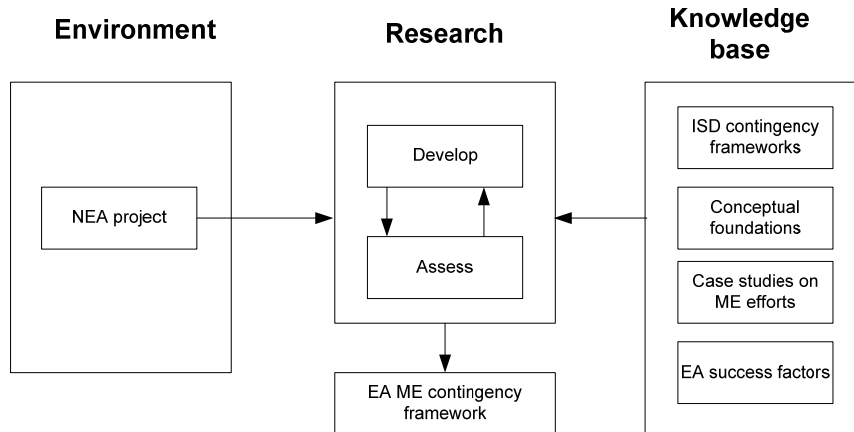 Environment
Research
Knowledge
base
NEA project
Develop
Assess
EA ME contingency
framework
ISD contingency
frameworks
Conceptual
foundations
Case studies on
ME efforts
EA success factors